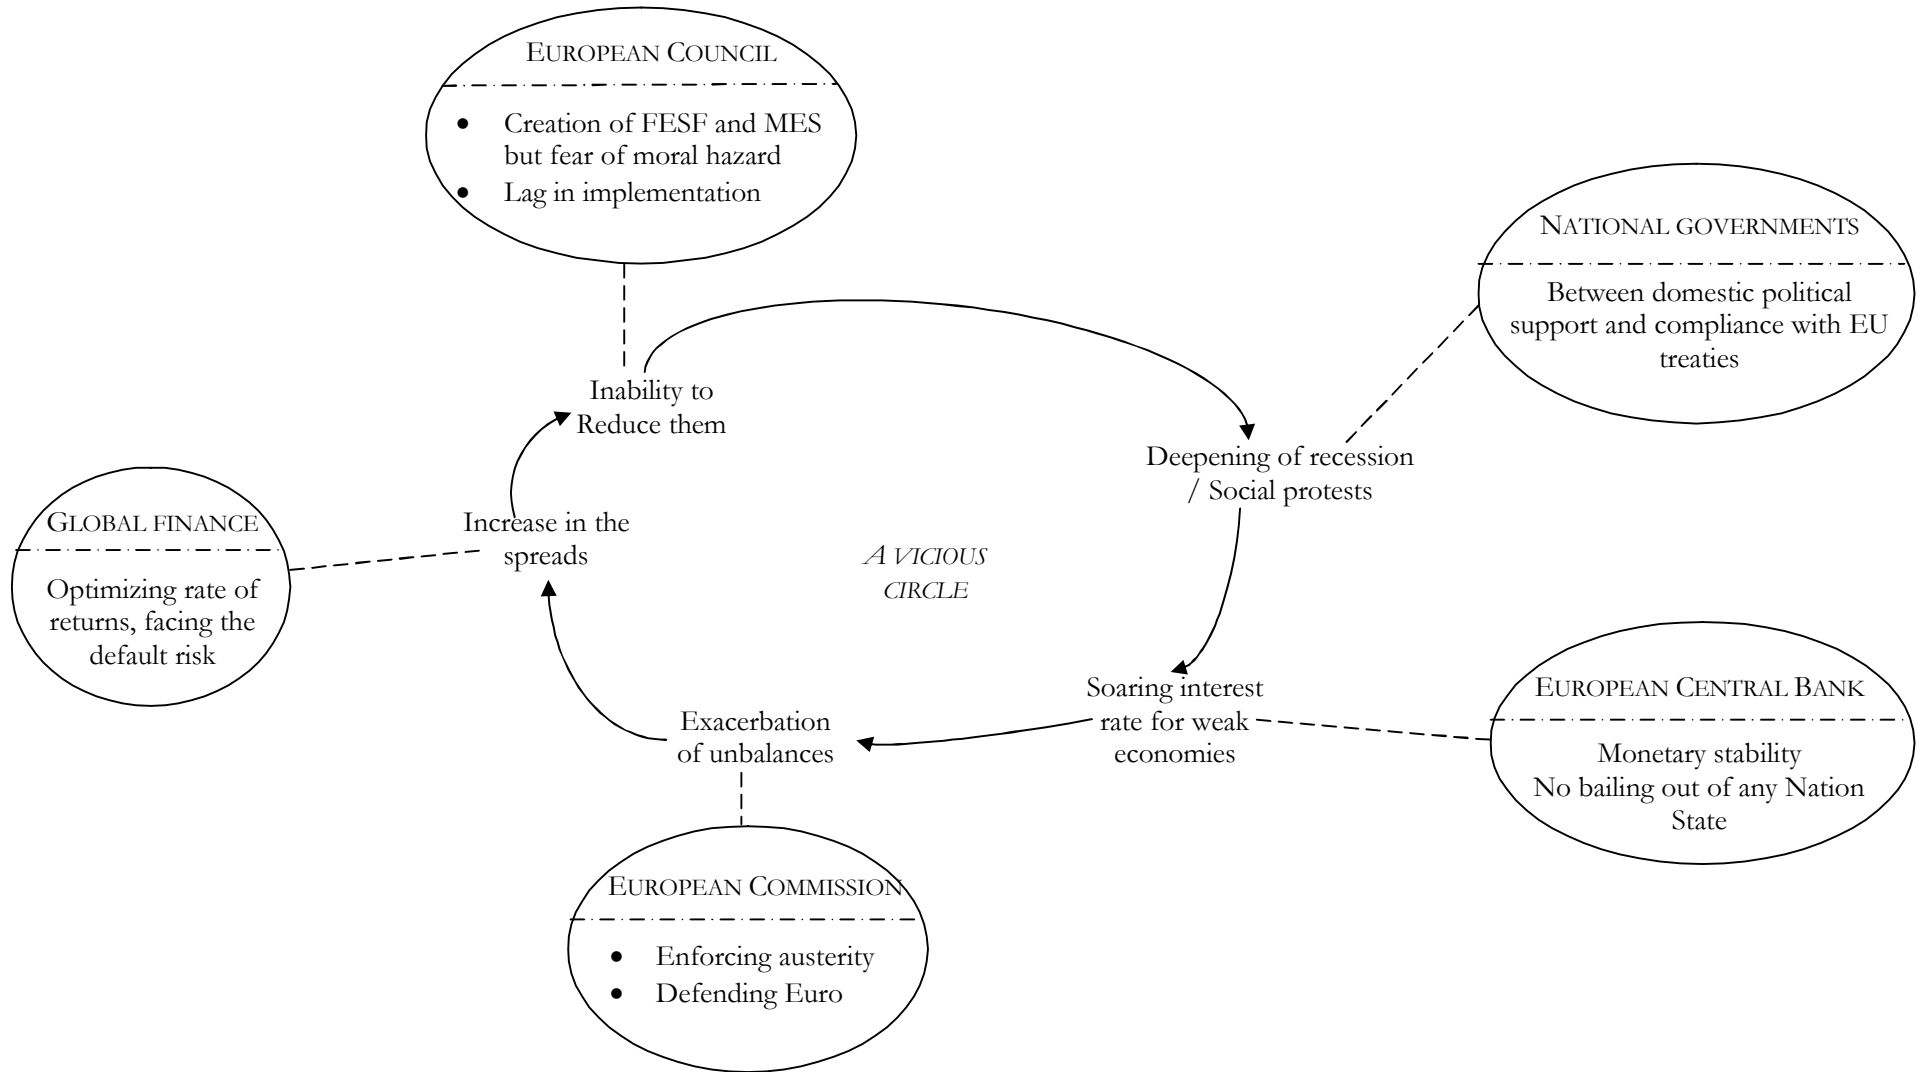 EUROPEAN COUNCIL
• Creation of FESF and MES
but fear of moral hazard
• Lag in implementation
NATIONAL GOVERNMENTS
Between domestic political
support and compliance with EU
treaties
Inability to
Reduce them
Deepening of recession
/ Social protests
GLOBAL FINANCE
Optimizing rate of
returns, facing the
default risk
Increase in the
spreads
A VICIOUS
CIRCLE
Soaring interest
rate for weak
economies
EUROPEAN CENTRAL BANK
Monetary stability
No bailing out of any Nation
State
Exacerbation
of unbalances
EUROPEAN COMMISSION
• Enforcing austerity
• Defending Euro